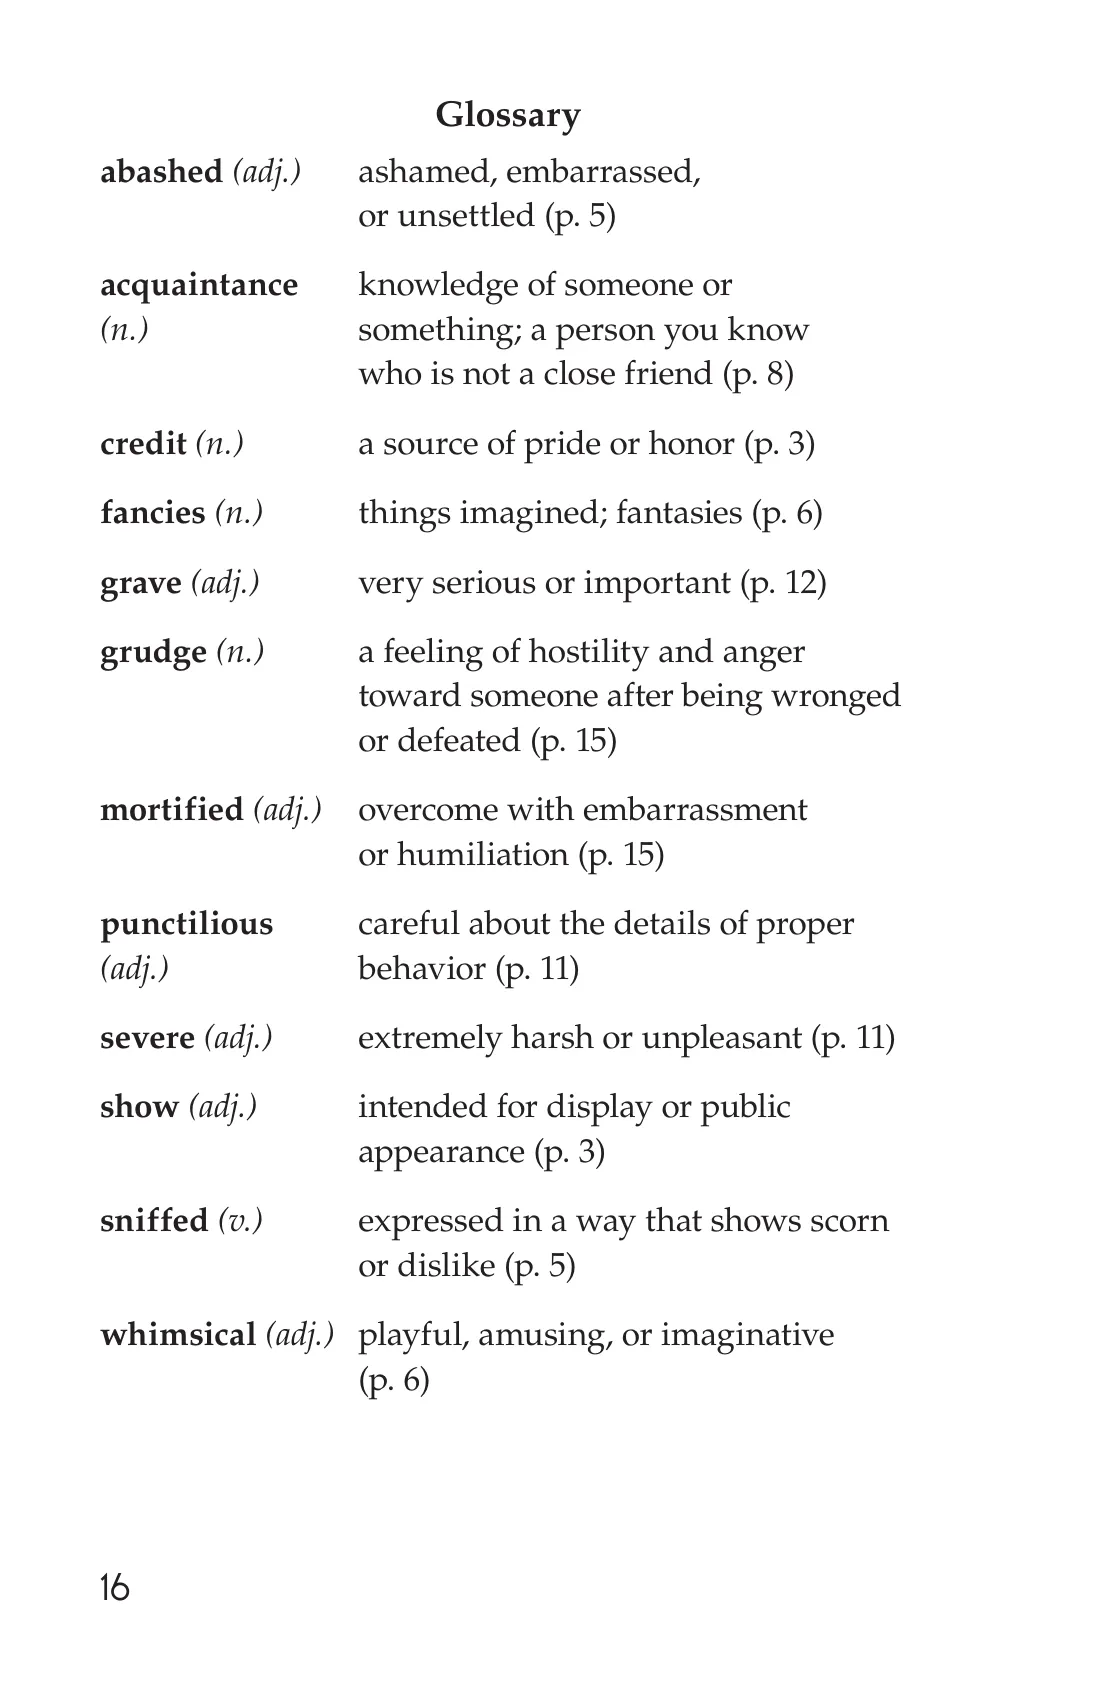 Glossary
abashed (adj.) ashamed, embarrassed,
or unsettled (p. 5)
acquaintance knowledge of someone or
(n.) something; a person you know
who is not a close friend (p. 8)
credit (n.) a source of pride or honor (p. 3)
fancies (n.) things imagined; fantasies (p. 6)
grave (adj.) very serious or important (p. 12)
grudge (n.) a feeling of hostility and anger
toward someone after being wronged
or defeated (p. 15)
mortified (adj.) overcome with embarrassment
or humiliation (p. 15)
punctilious careful about the details of proper
(adj.) behavior (p. 11)
severe (adj.) extremely harsh or unpleasant (p. 11)
show (adj.) intended for display or public
appearance (p. 3)
sniffed (v.) expressed in a way that shows scorn
or dislike (p. 5)
whimsical (adj.) playful, amusing, or imaginative
(p. 6)
16